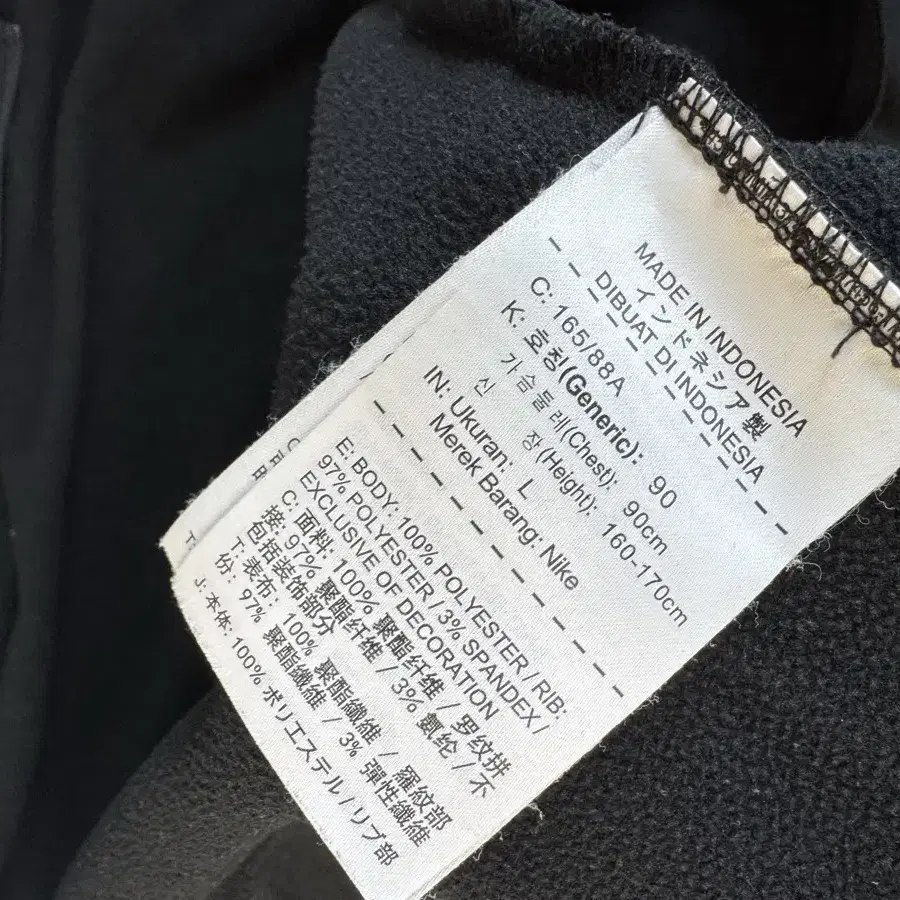 MADE IN INDONESIA
インドネシア製
DIBUAT DI INDONESIA
C: 165/88A
K: 호칭(Generic): 90
가슴둘레(Chest): 90cm
신 장 (Height): 160-170cm
IN: Ukuran: L
Merek Barang: Nike
E: BODY: 100% POLYESTER / RIB:
97% POLYESTER / 3% SPANDEX /
EXCLUSIVE OF DECORATION
C: 面料: 100% 聚酯纤维 / 罗纹拼
接: 97% 聚酯纤维 / 3% 氨纶 / 不
包括装饰部分
T: 表布: 100% 聚酯纖維 / 羅紋部
份: 97% 聚酯纖維 / 3% 彈性纖維
J: 本体: 100% ポリエステル / リブ部